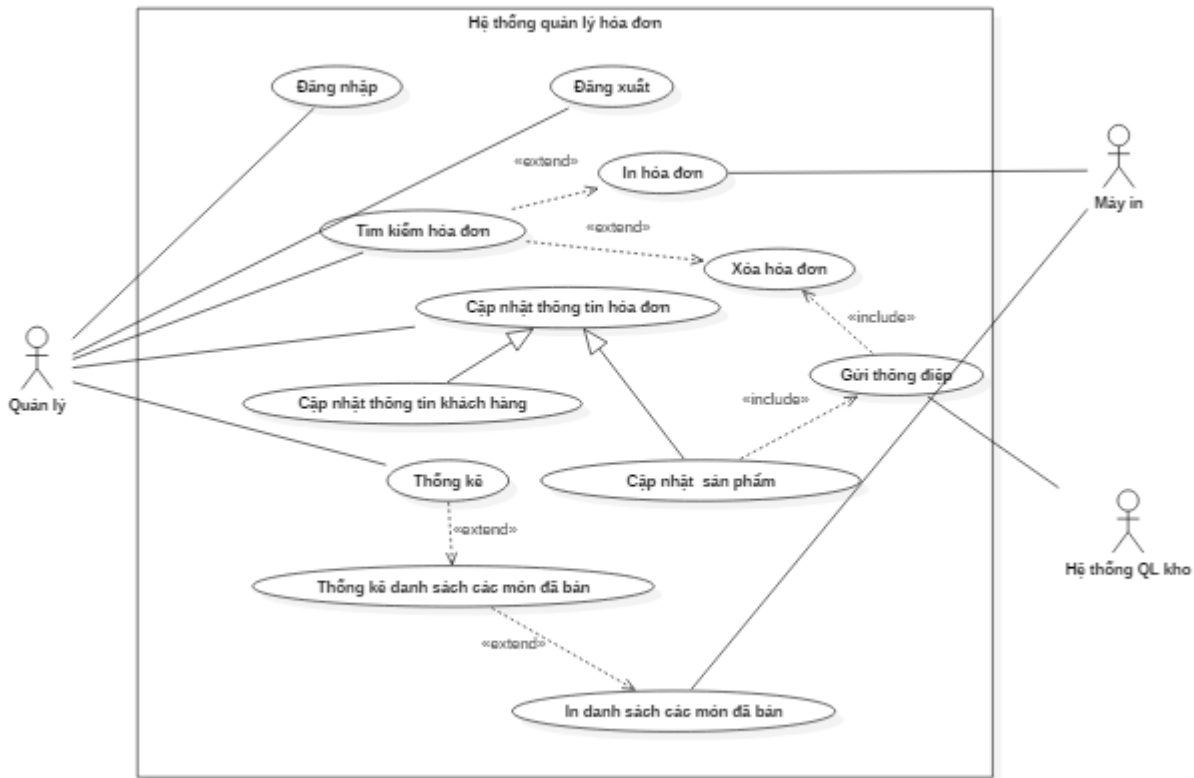 Hệ thống quản lý hóa đơn
Đăng nhập
Đăng xuất
«extend»
In hóa đơn
Máy in
Tìm kiếm hóa đơn
«extend»
Xóa hóa đơn
Cập nhật thông tin hóa đơn
«include»
Gửi thông điệp
Quản lý
Cập nhật thông tin khách hàng
«include»
Thống kê
Cập nhật sản phẩm
«extend»
Hệ thống QL kho
Thống kê danh sách các món đã bán
«extend»
In danh sách các món đã bán